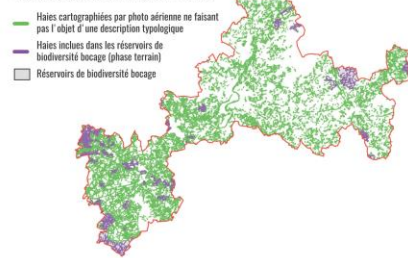 Haies cartographiées par photo aérienne ne faisant
pas l'objet d'une description typologique
Haies incluses dans les réservoirs de
biodiversité bocage (phase terrain)
Réservoirs de biodiversité bocage